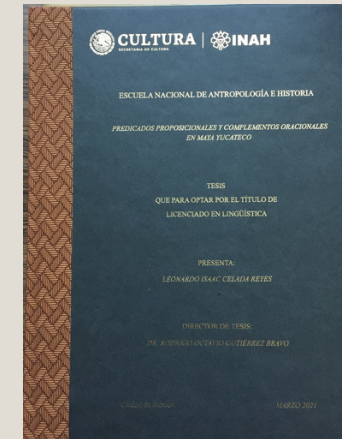 CULTURA INAH
SECRETARÍA DE CULTURA
ESCUELA NACIONAL DE ANTROPOLOGÍA E HISTORIA
PREDICADOS PROPOSICIONALES Y COMPLEMENTOS ORACIONALES
EN MAYA YUCATECO
TESIS
QUE PARA OPTAR POR EL TÍTULO DE
LICENCIADO EN LINGÜÍSTICA
PRESENTA:
LEONARDO ISAAC CELADA REYES
DIRECTOR DE TESIS:
DR. RODRIGO OCTAVIO GUTIÉRREZ BRAVO
Ciudad de México MARZO 2021